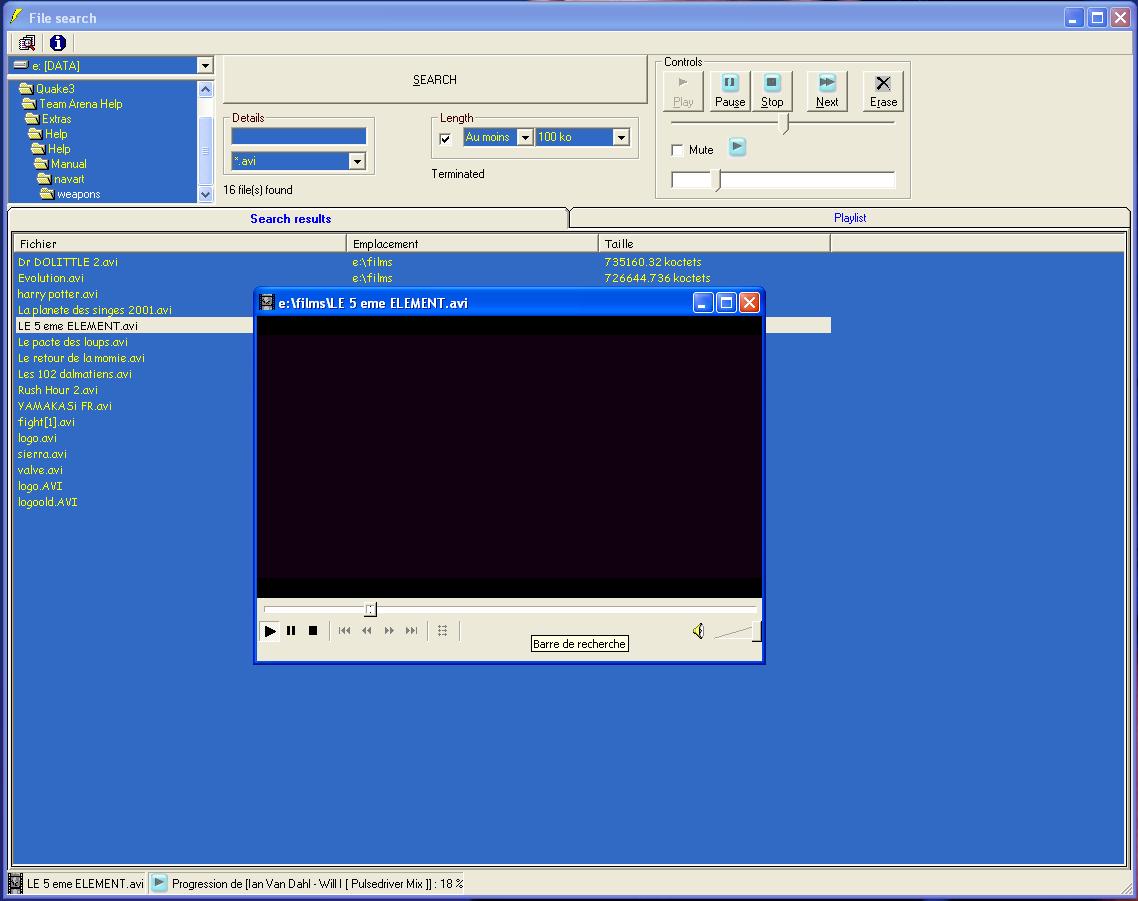 File search
e: [DATA]
SEARCH
Controls
Quake3
Team Arena Help
Extras
Help
Help
Manual
navart
weapons
Play
Pause
Stop
Next
Erase
Details
*.avi
Length
Au moins
100 ko
Mute
Terminated
16 file(s) found
Search results
Playlist
Fichier
Emplacement
Taille
Dr DOLITTLE 2.avi
e:\films
735160.32 koctets
Evolution.avi
e:\films
726644.736 koctets
harry potter.avi
La planete des singes 2001.avi
LE 5 eme ELEMENT.avi
Le pacte des loups.avi
Le retour de la momie.avi
Les 102 dalmatiens.avi
Rush Hour 2.avi
YAMAKASi FR.avi
fight[1].avi
logo.avi
sierra.avi
valve.avi
logo.AVI
logoold.AVI
e:\films\LE 5 eme ELEMENT.avi
Barre de recherche
LE 5 eme ELEMENT.avi
Progression de [Ian Van Dahl - Will I [ Pulsedriver Mix ]] : 18 %